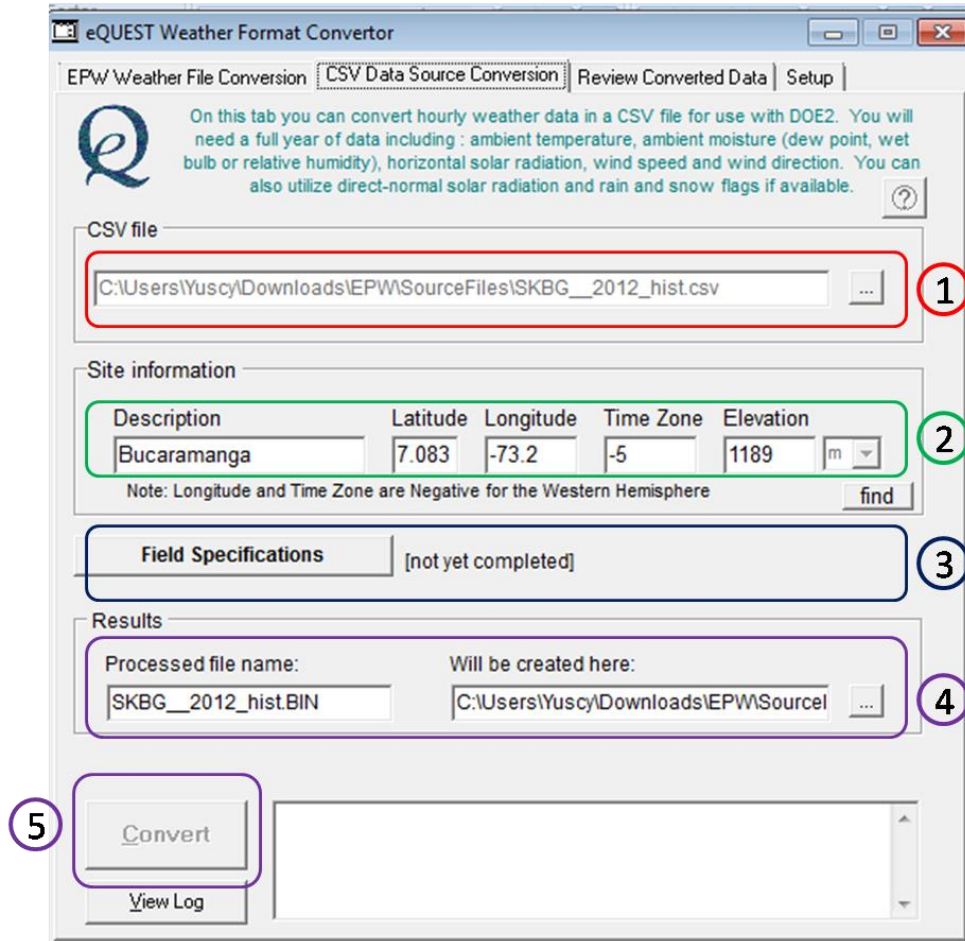 eQUEST Weather Format Convertor
EPW Weather File Conversion CSV Data Source Conversion Review Converted Data Setup
On this tab you can convert hourly weather data in a CSV file for use with DOE2. You will
need a full year of data including : ambient temperature, ambient moisture (dew point, wet
bulb or relative humidity), horizontal solar radiation, wind speed and wind direction. You can
also utilize direct-normal solar radiation and rain and snow flags if available.
?
CSV file
C:\Users\Yuscy\Downloads\EPW\SourceFiles\SKBG__2012_hist.csv ... 1
Site information
Description Latitude Longitude Time Zone Elevation
Bucaramanga 7.083 -73.2 -5 1189 m 2
Note: Longitude and Time Zone are Negative for the Western Hemisphere find
Field Specifications [not yet completed] 3
Results
Processed file name: Will be created here:
SKBG__2012_hist.BIN C:\Users\Yuscy\Downloads\EPW\Sourcel ... 4
5 Convert
View Log